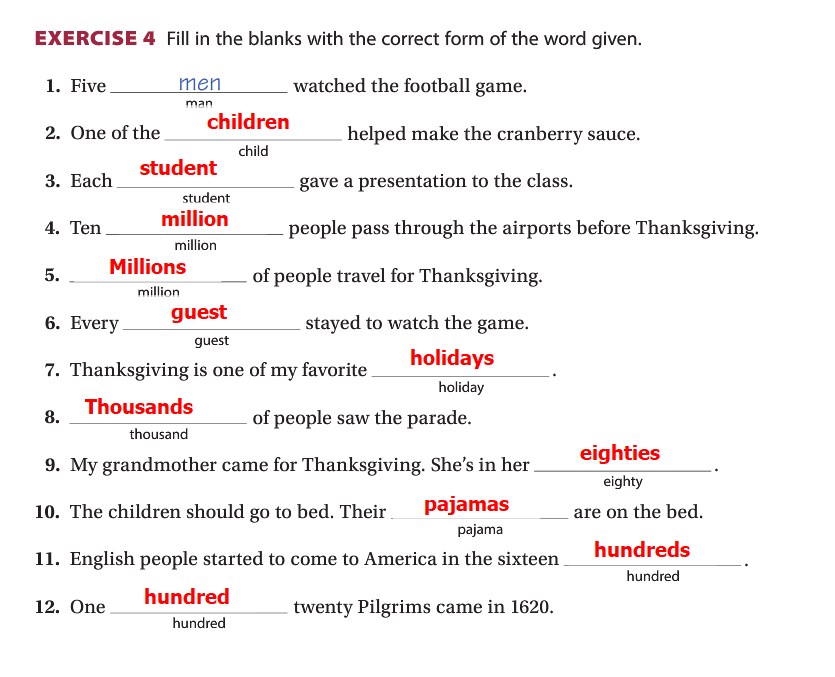 EXERCISE 4 Fill in the blanks with the correct form of the word given.
1. Five men watched the football game.
man
2. One of the children helped make the cranberry sauce.
child
3. Each student gave a presentation to the class.
student
4. Ten million people pass through the airports before Thanksgiving.
million
5. Millions of people travel for Thanksgiving.
million
6. Every guest stayed to watch the game.
guest
7. Thanksgiving is one of my favorite holidays.
holiday
8. Thousands of people saw the parade.
thousand
9. My grandmother came for Thanksgiving. She’s in her eighties.
eighty
10. The children should go to bed. Their pajamas are on the bed.
pajama
11. English people started to come to America in the sixteen hundreds.
hundred
12. One hundred twenty Pilgrims came in 1620.
hundred